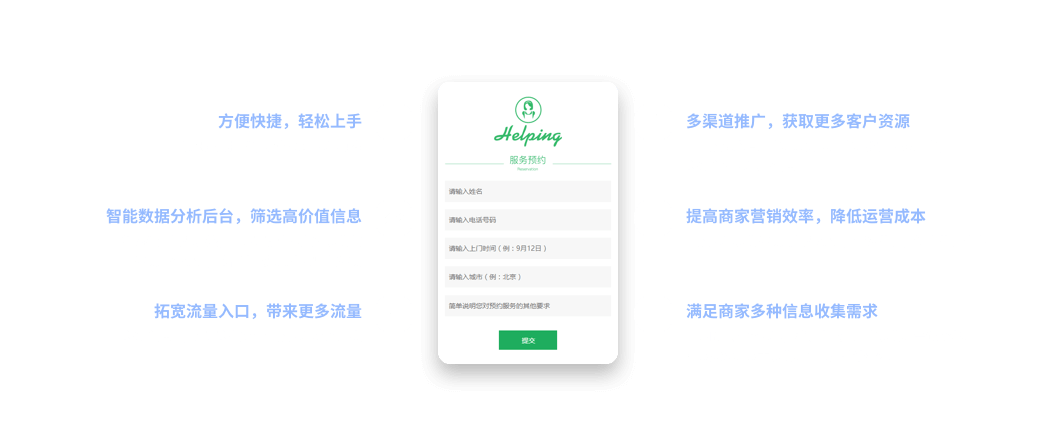 方便快捷，轻松上手
智能数据分析后台，筛选高价值信息
拓宽流量入口，带来更多流量
Helping
服务预约
Reservation
请输入姓名
请输入电话号码
请输入上门时间（例：9月12日）
请输入城市（例：北京）
简单说明您对预约服务的其他要求
提交
多渠道推广，获取更多客户资源
提高商家营销效率，降低运营成本
满足商家多种信息收集需求